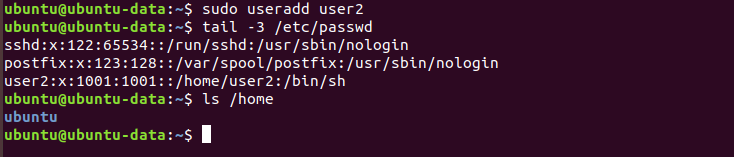 ubuntu@ubuntu-data:~$ sudo useradd user2
ubuntu@ubuntu-data:~$ tail -3 /etc/passwd
sshd:x:122:65534::/run/sshd:/usr/sbin/nologin
postfix:x:123:128::/var/spool/postfix:/usr/sbin/nologin
user2:x:1001:1001::/home/user2:/bin/sh
ubuntu@ubuntu-data:~$ ls /home
ubuntu
ubuntu@ubuntu-data:~$